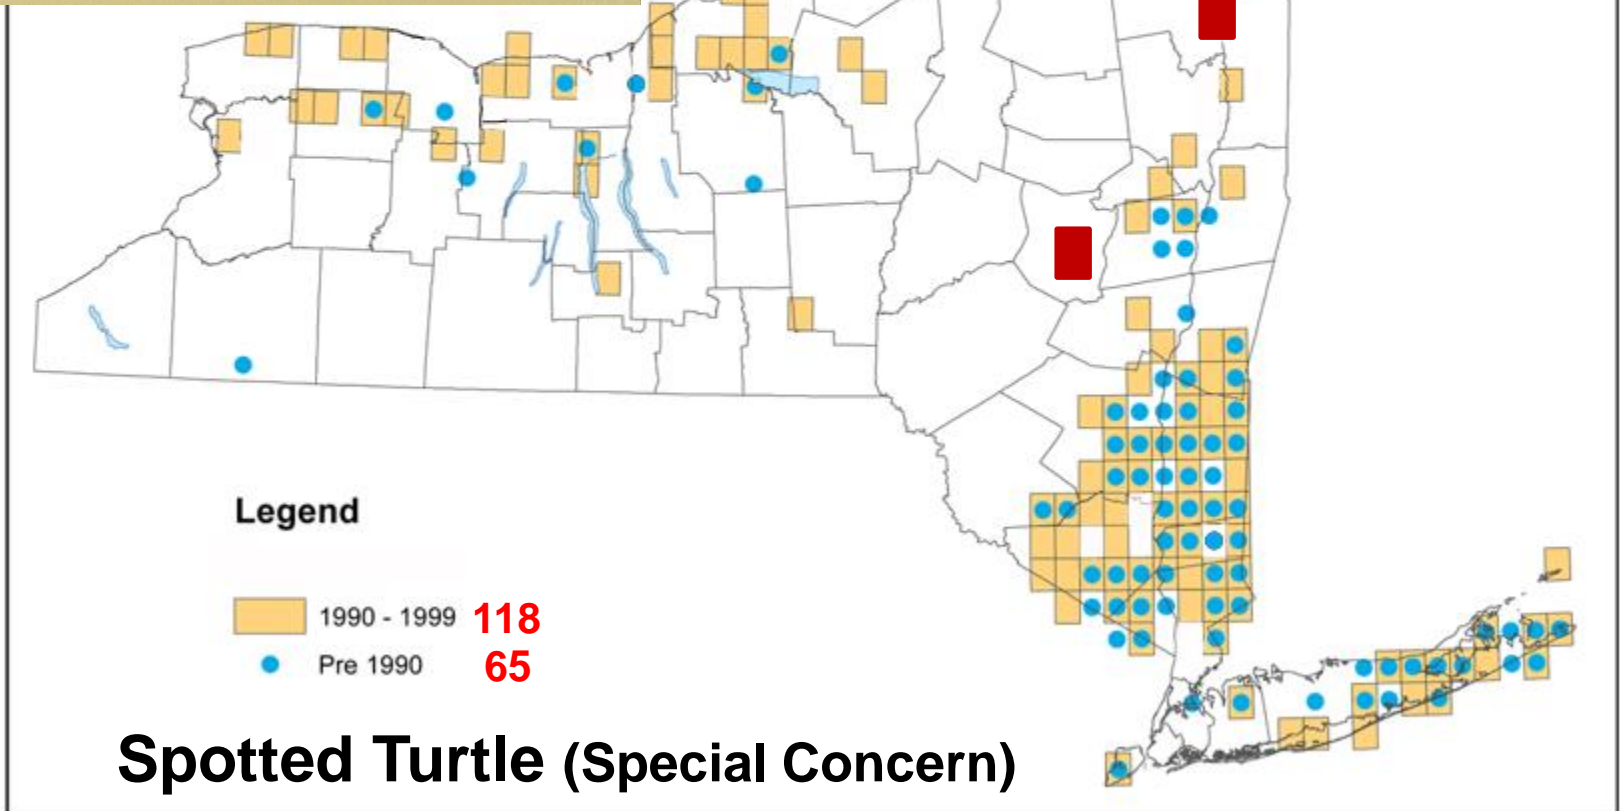 Legend
1990 - 1999 118
Pre 1990 65
Spotted Turtle (Special Concern)